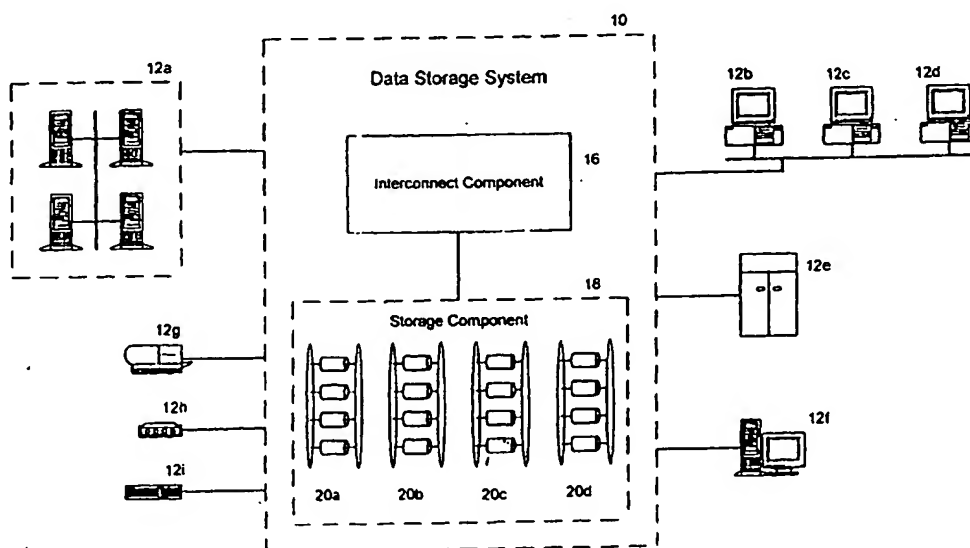 10
12a
Data Storage System
12b 12c 12d
16
Interconnect Component
12e
18
Storage Component
12g
12h
12f
12i
20a 20b 20c 20d